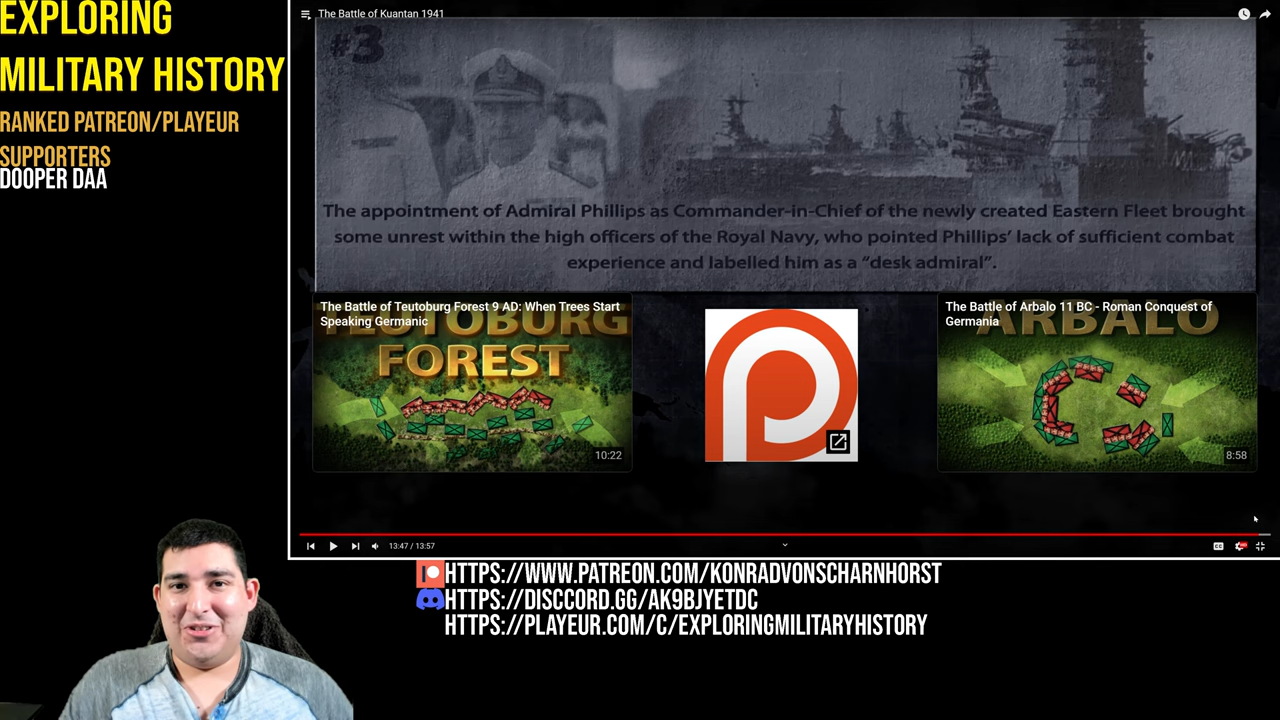 EXPLORING
MILITARY HISTORY
RANKED PATREON/PLAYEUR
SUPPORTERS
DOOPER DAA
The Battle of Kuantan 1941
#3
The appointment of Admiral Phillips as Commander-in-Chief of the newly created Eastern Fleet brought
some unrest within the high officers of the Royal Navy, who pointed Phillips’ lack of sufficient combat
experience and labelled him as a “desk admiral”.
The Battle of Teutoburg Forest 9 AD: When Trees Start
Speaking Germanic
TEUTOBURG
FOREST
10:22
The Battle of Arbalo 11 BC - Roman Conquest of
Germania
ARBALO
8:58
13:47 / 13:57
CC
HTTPS://WWW.PATREON.COM/KONRADVONSCHARNHORST
HTTPS://DISCCORD.GG/AK9BJYETDC
HTTPS://PLAYEUR.COM/C/EXPLORINGMILITARYHISTORY